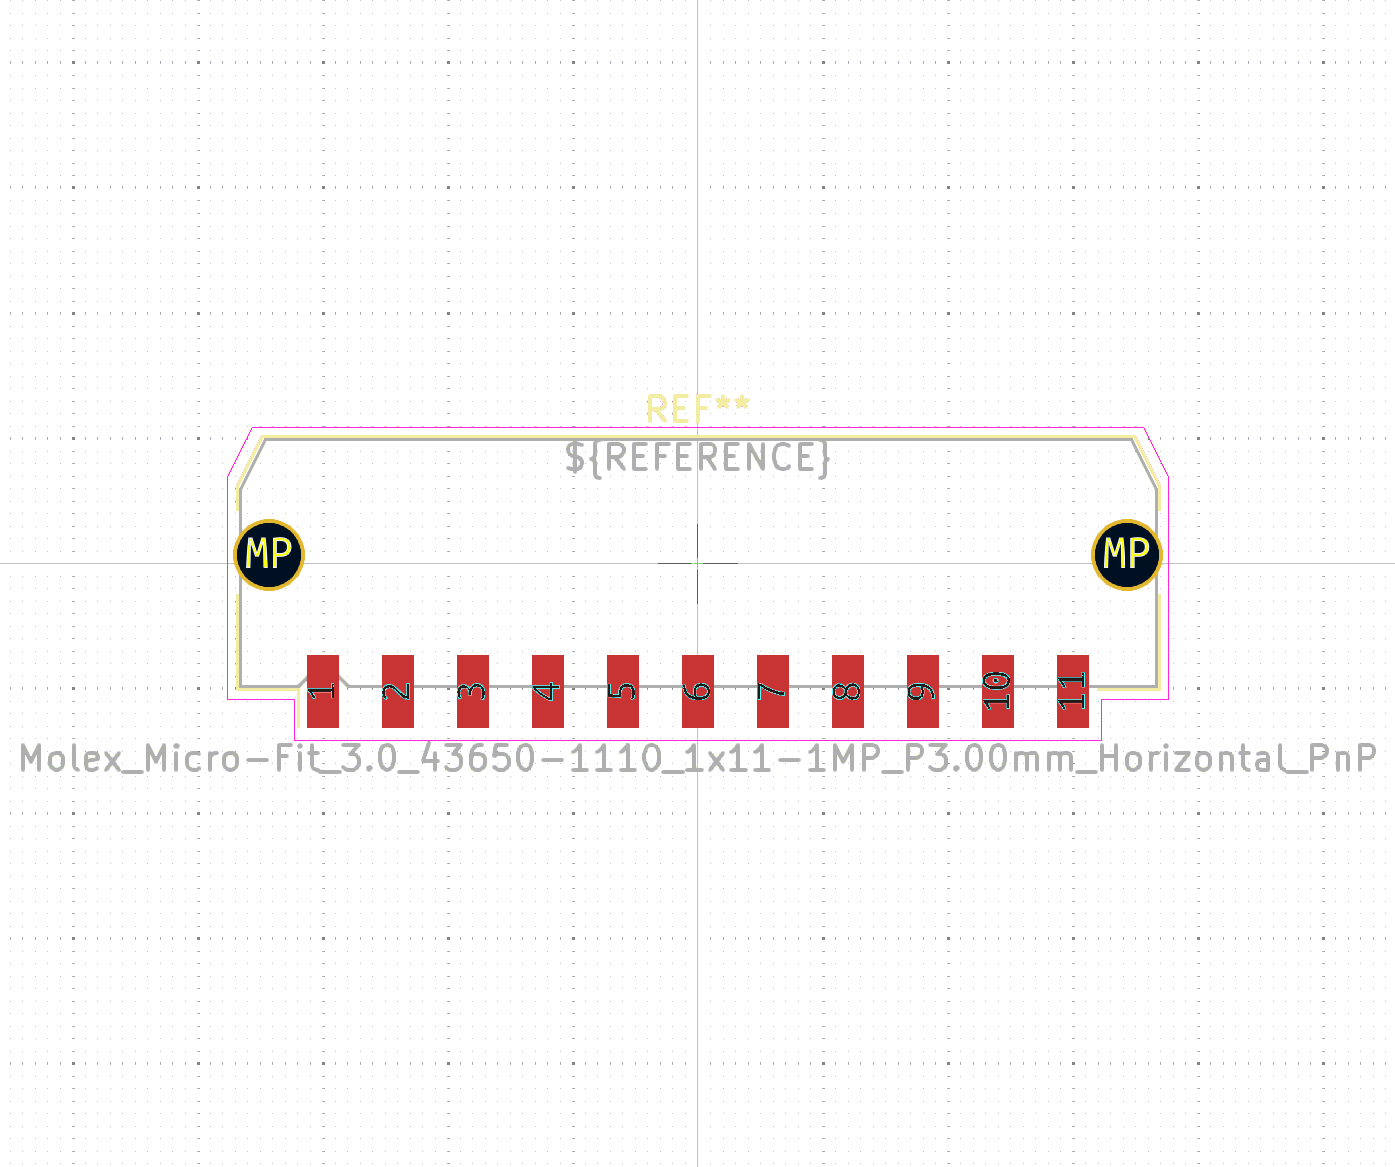 REF**
${REFERENCE}
MP MP
1 2 3 4 5 6 7 8 9 10 11
Molex_Micro-Fit_3.0_43650-1110_1x11-1MP_P3.00mm_Horizontal_PnP